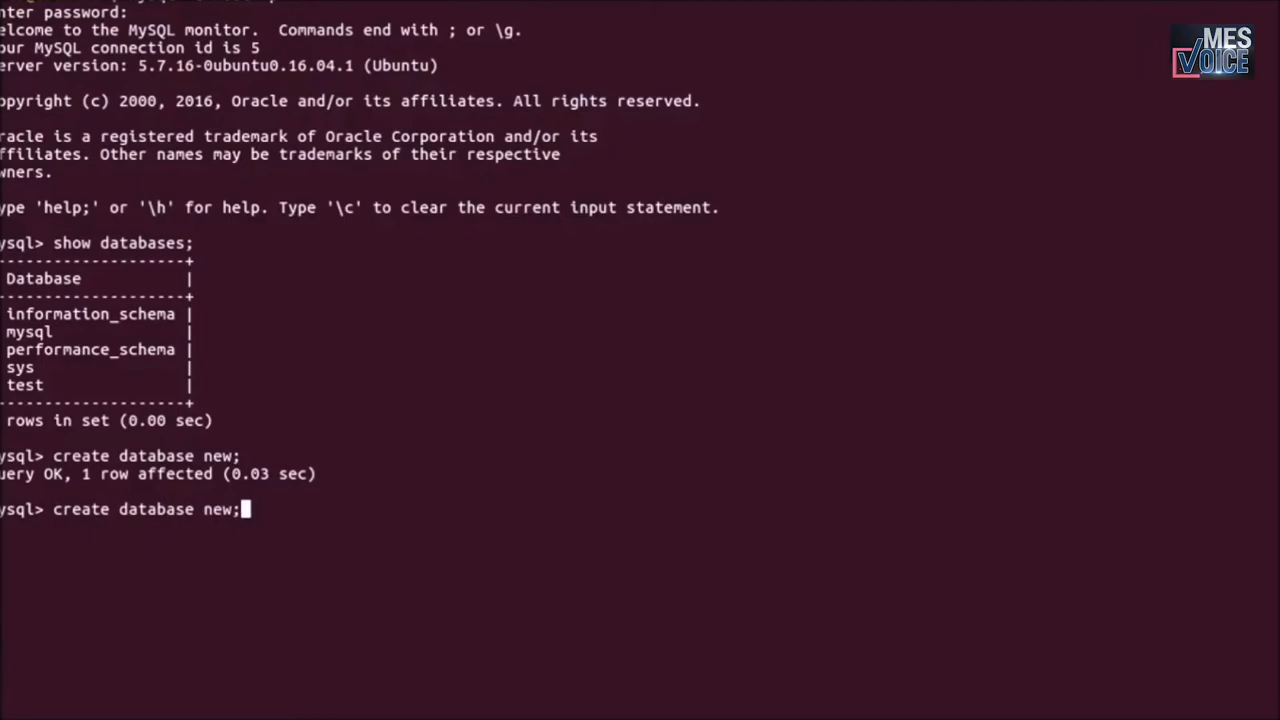 nter password:
elcome to the MySQL monitor.  Commands end with ; or \g.
our MySQL connection id is 5
erver version: 5.7.16-0ubuntu0.16.04.1 (Ubuntu)
opyright (c) 2000, 2016, Oracle and/or its affiliates. All rights reserved.
racle is a registered trademark of Oracle Corporation and/or its
ffiliates. Other names may be trademarks of their respective
wners.
ype 'help;' or '\h' for help. Type '\c' to clear the current input statement.
ysql> show databases;
--------------------+
Database           |
--------------------+
information_schema |
mysql              |
performance_schema |
sys                |
test               |
--------------------+
rows in set (0.00 sec)
ysql> create database new;
uery OK, 1 row affected (0.03 sec)
ysql> create database new;
MES
VOICE